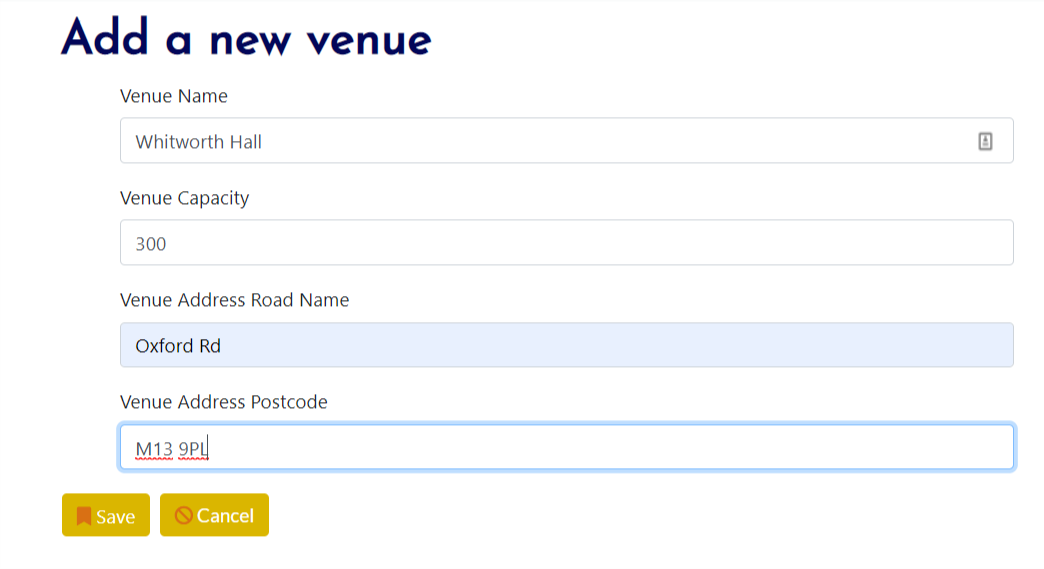 Add a new venue
Venue Name
Whitworth Hall
Venue Capacity
300
Venue Address Road Name
Oxford Rd
Venue Address Postcode
M13 9PL
Save Cancel